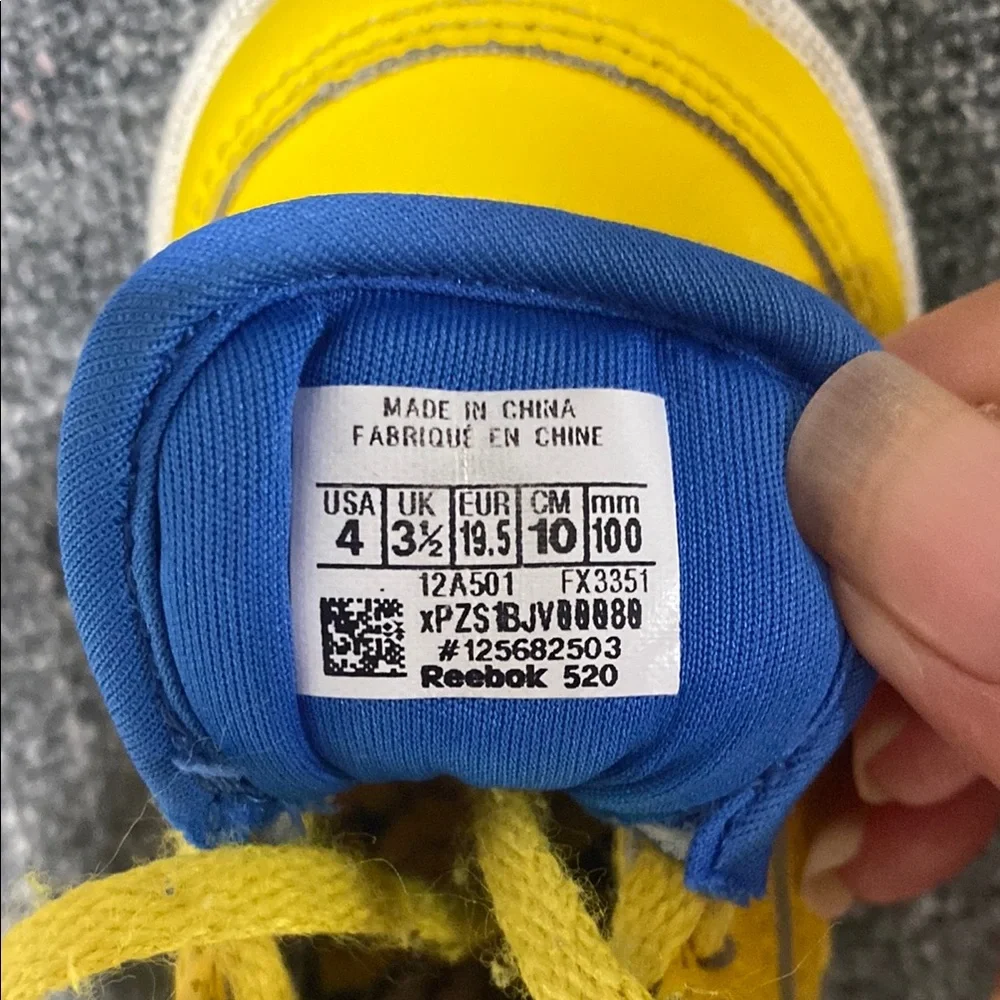 MADE IN CHINA
FABRIQUÉ EN CHINE
USA UK EUR CM mm
4 3½ 19.5 10 100
12A501 FX3351
#125682503
Reebok 520